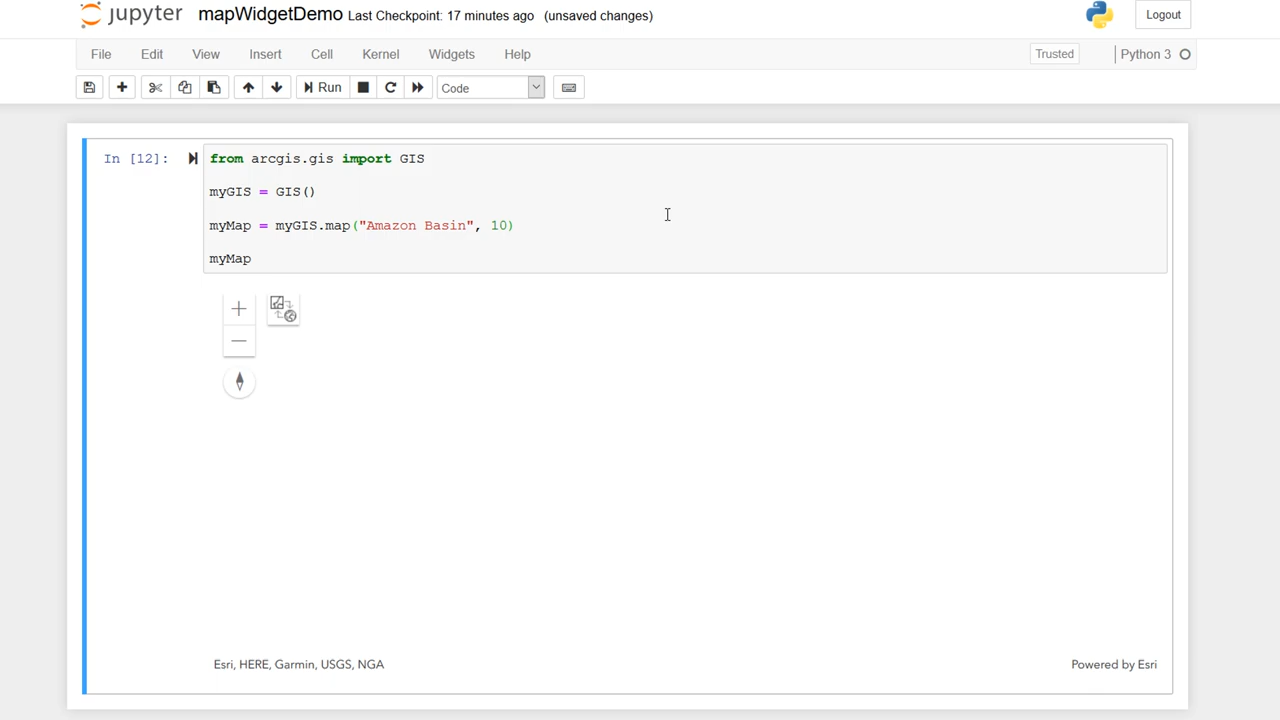 jupyter mapWidgetDemo Last Checkpoint: 17 minutes ago (unsaved changes) Logout
File Edit View Insert Cell Kernel Widgets Help Trusted Python 3
Run Code
In [12]: from arcgis.gis import GIS
myGIS = GIS()
myMap = myGIS.map("Amazon Basin", 10)
myMap
Esri, HERE, Garmin, USGS, NGA Powered by Esri